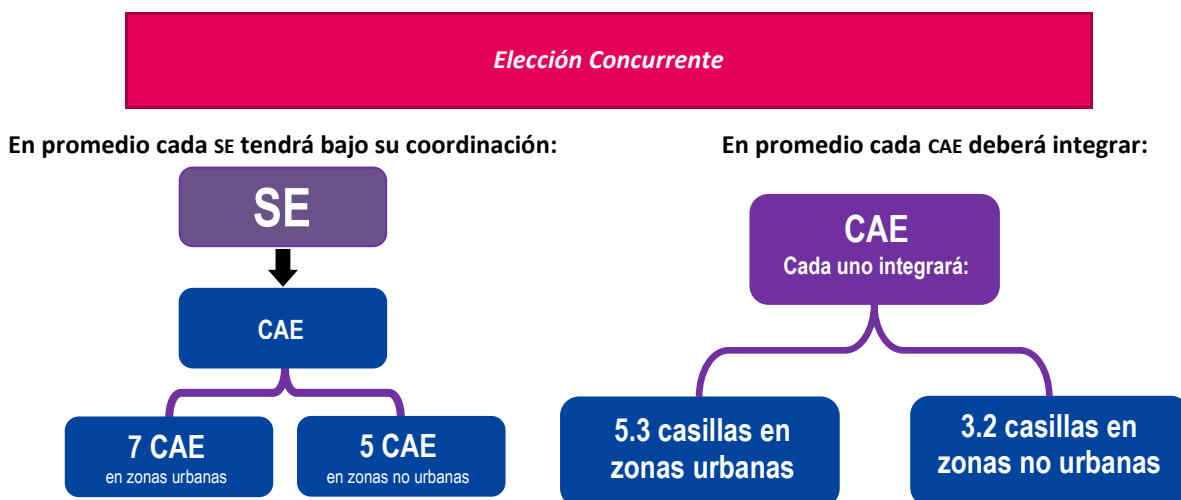 Elección Concurrente
En promedio cada SE tendrá bajo su coordinación:
SE
CAE
7 CAE
en zonas urbanas
5 CAE
en zonas no urbanas
En promedio cada CAE deberá integrar:
CAE
Cada uno integrará:
5.3 casillas en
zonas urbanas
3.2 casillas en
zonas no urbanas